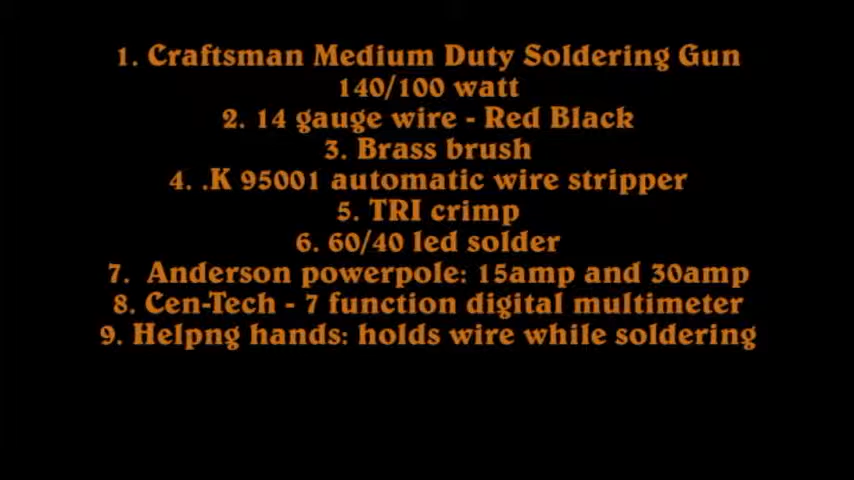 1. Craftsman Medium Duty Soldering Gun
140/100 watt
2. 14 gauge wire - Red Black
3. Brass brush
4. .K 95001 automatic wire stripper
5. TRI crimp
6. 60/40 led solder
7. Anderson powerpole: 15amp and 30amp
8. Cen-Tech - 7 function digital multimeter
9. Helpng hands: holds wire while soldering